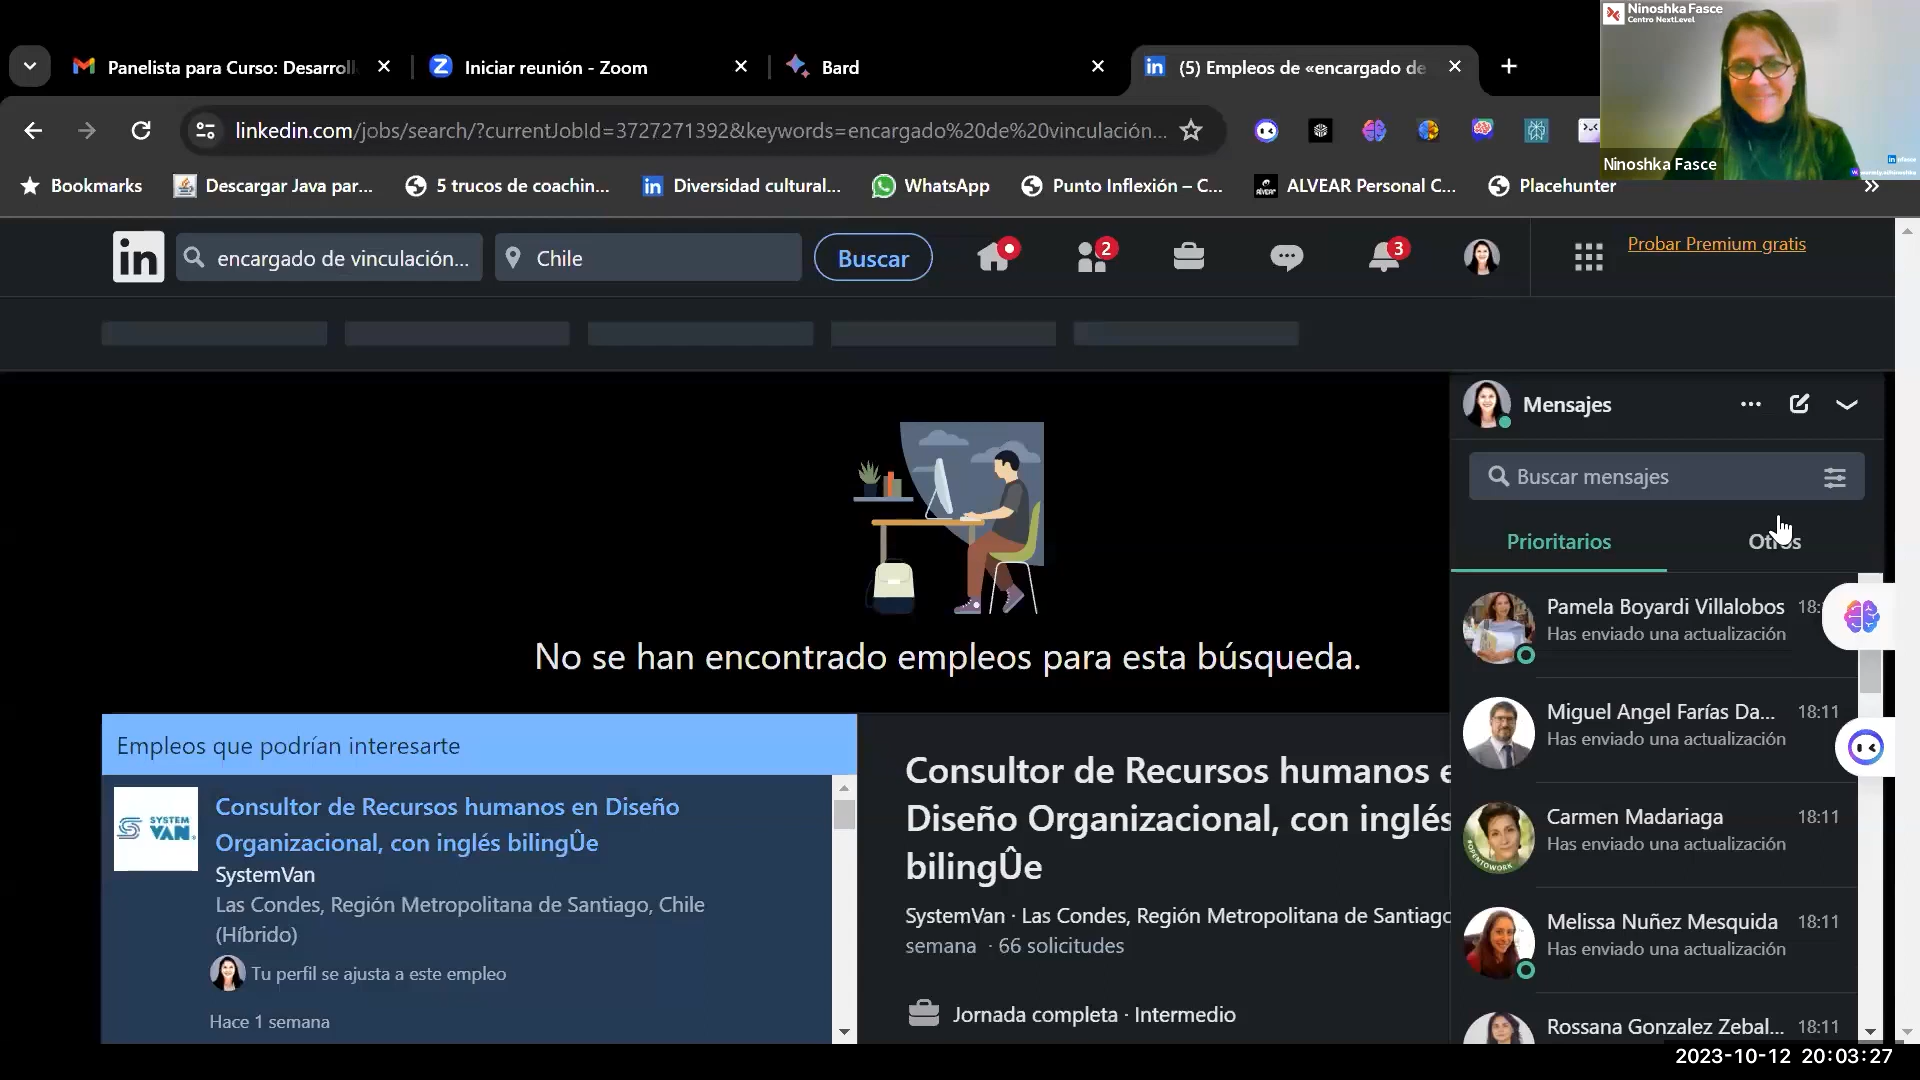 Panelista para Curso: Desarroll
Iniciar reunión - Zoom
Bard
(5) Empleos de «encargado de
Ninoshka Fasce
Centro NextLevel
linkedin.com/jobs/search/?currentJobId=3727271392&keywords=encargado%20de%20vinculación...
Ninoshka Fasce
Bookmarks
Descargar Java par...
5 trucos de coachin...
Diversidad cultural...
WhatsApp
Punto Inflexión – C...
ALVEAR Personal C...
Placehunter
»
in
encargado de vinculación...
Chile
Buscar
2
3
Probar Premium gratis
Mensajes
Buscar mensajes
Prioritarios
Otros
No se han encontrado empleos para esta búsqueda.
Empleos que podrían interesarte
SYSTEM
VAN
Consultor de Recursos humanos en Diseño
Organizacional, con inglés bilingÛe
SystemVan
Las Condes, Región Metropolitana de Santiago, Chile
(Híbrido)
Tu perfil se ajusta a este empleo
Hace 1 semana
Consultor de Recursos humanos e
Diseño Organizacional, con inglés
bilingÛe
SystemVan · Las Condes, Región Metropolitana de Santiago
semana · 66 solicitudes
Jornada completa · Intermedio
Pamela Boyardi Villalobos 18:
Has enviado una actualización
Miguel Angel Farías Da... 18:11
Has enviado una actualización
Carmen Madariaga 18:11
Has enviado una actualización
#OPENTOWORK
Melissa Nuñez Mesquida 18:11
Has enviado una actualización
Rossana Gonzalez Zebal... 18:11
2023-10-12 20:03:27